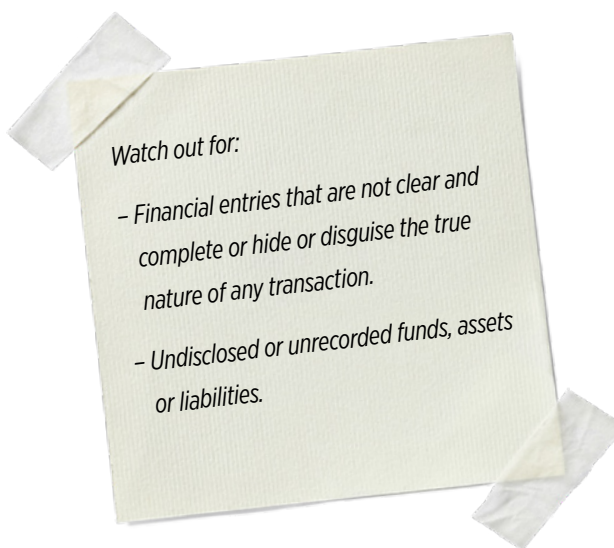 Watch out for:
– Financial entries that are not clear and
complete or hide or disguise the true
nature of any transaction.
– Undisclosed or unrecorded funds, assets
or liabilities.